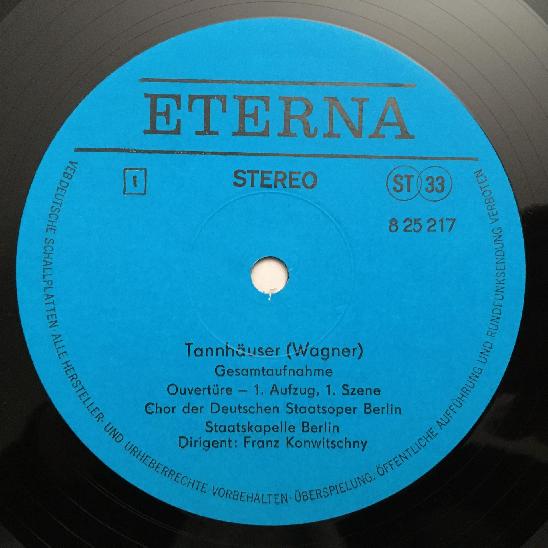 ETERNA
1
STEREO
ST 33
8 25 217
Tannhäuser (Wagner)
Gesamtaufnahme
Ouvertüre – 1. Aufzug, 1. Szene
Chor der Deutschen Staatsoper Berlin
Staatskapelle Berlin
Dirigent: Franz Konwitschny
VEB DEUTSCHE SCHALLPLATTEN ALLE HERSTELLER- UND URHEBERRECHTE VORBEHALTEN · ÜBERSPIELUNG, ÖFFENTLICHE AUFFÜHRUNG UND RUNDFUNKSENDUNG VERBOTEN